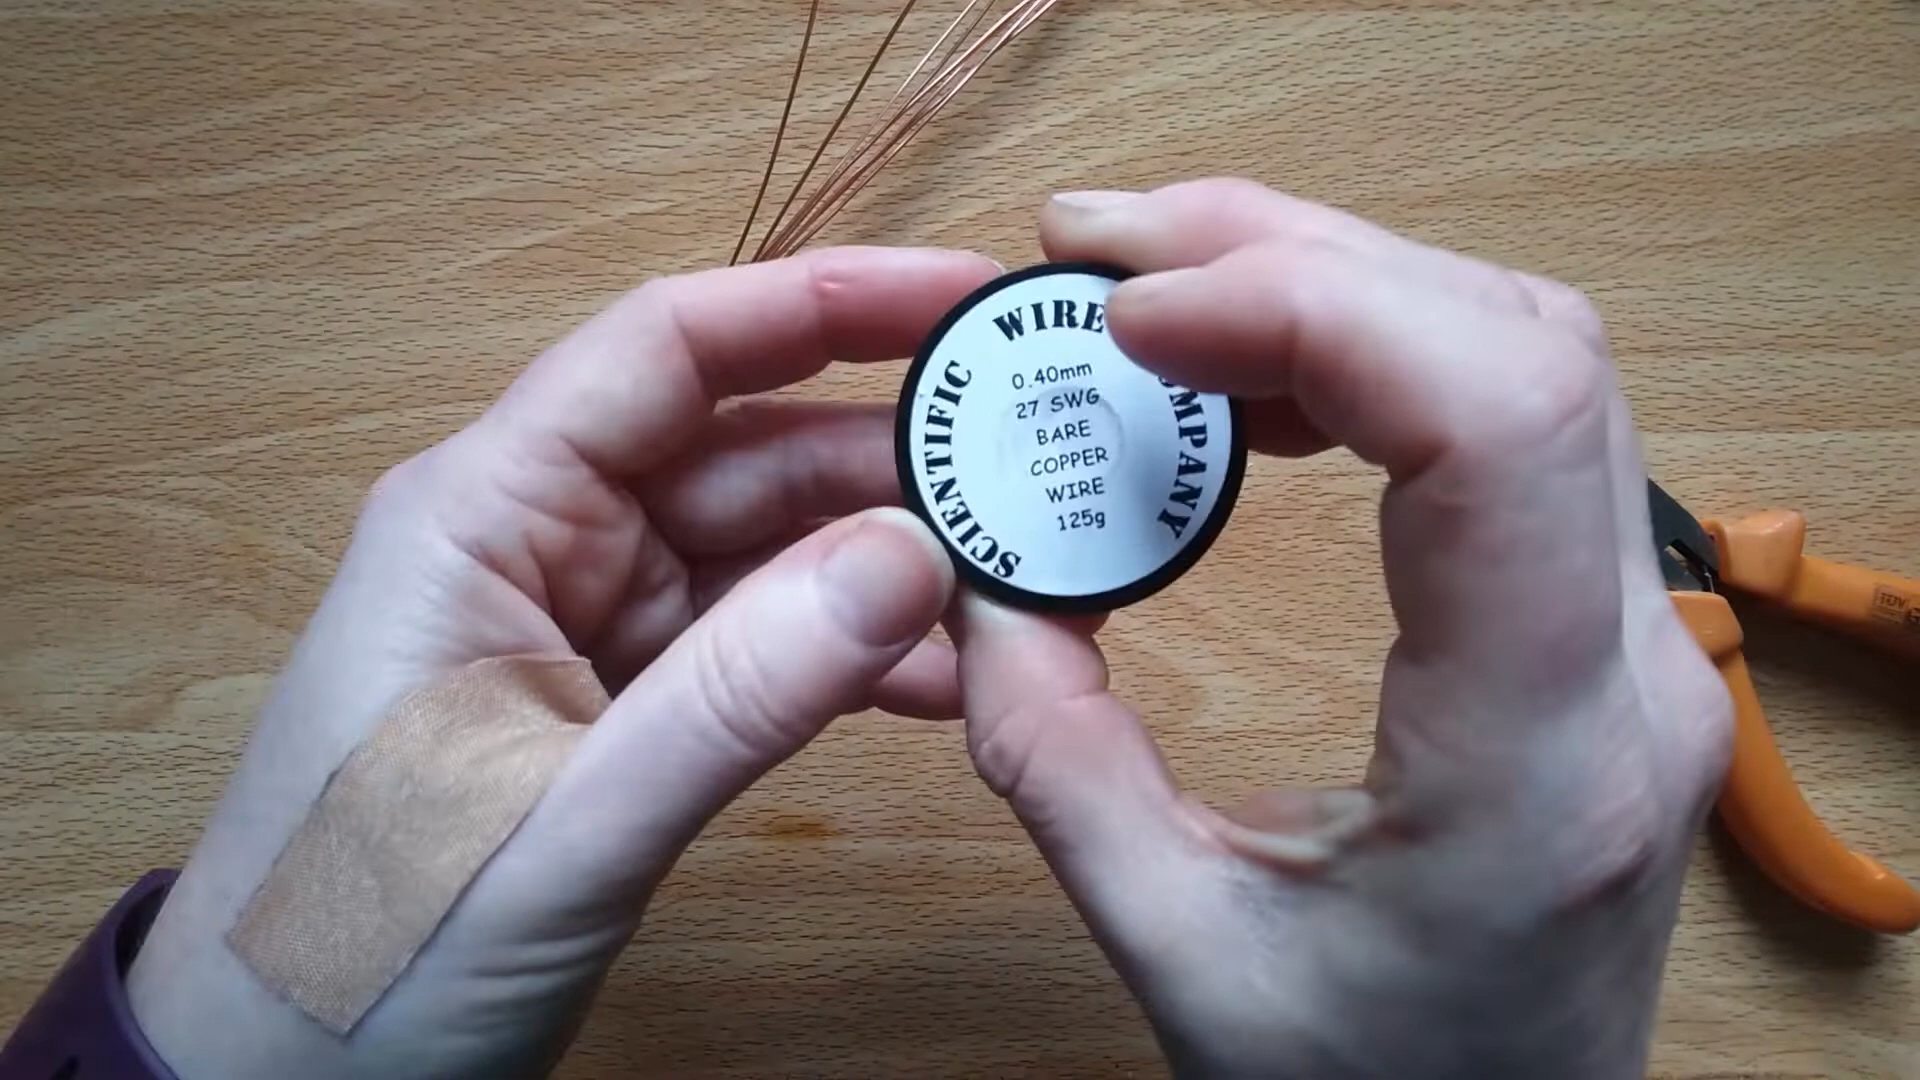 SCIENTIFIC WIRE
0.40mm
27 SWG
BARE
COPPER
WIRE
125g